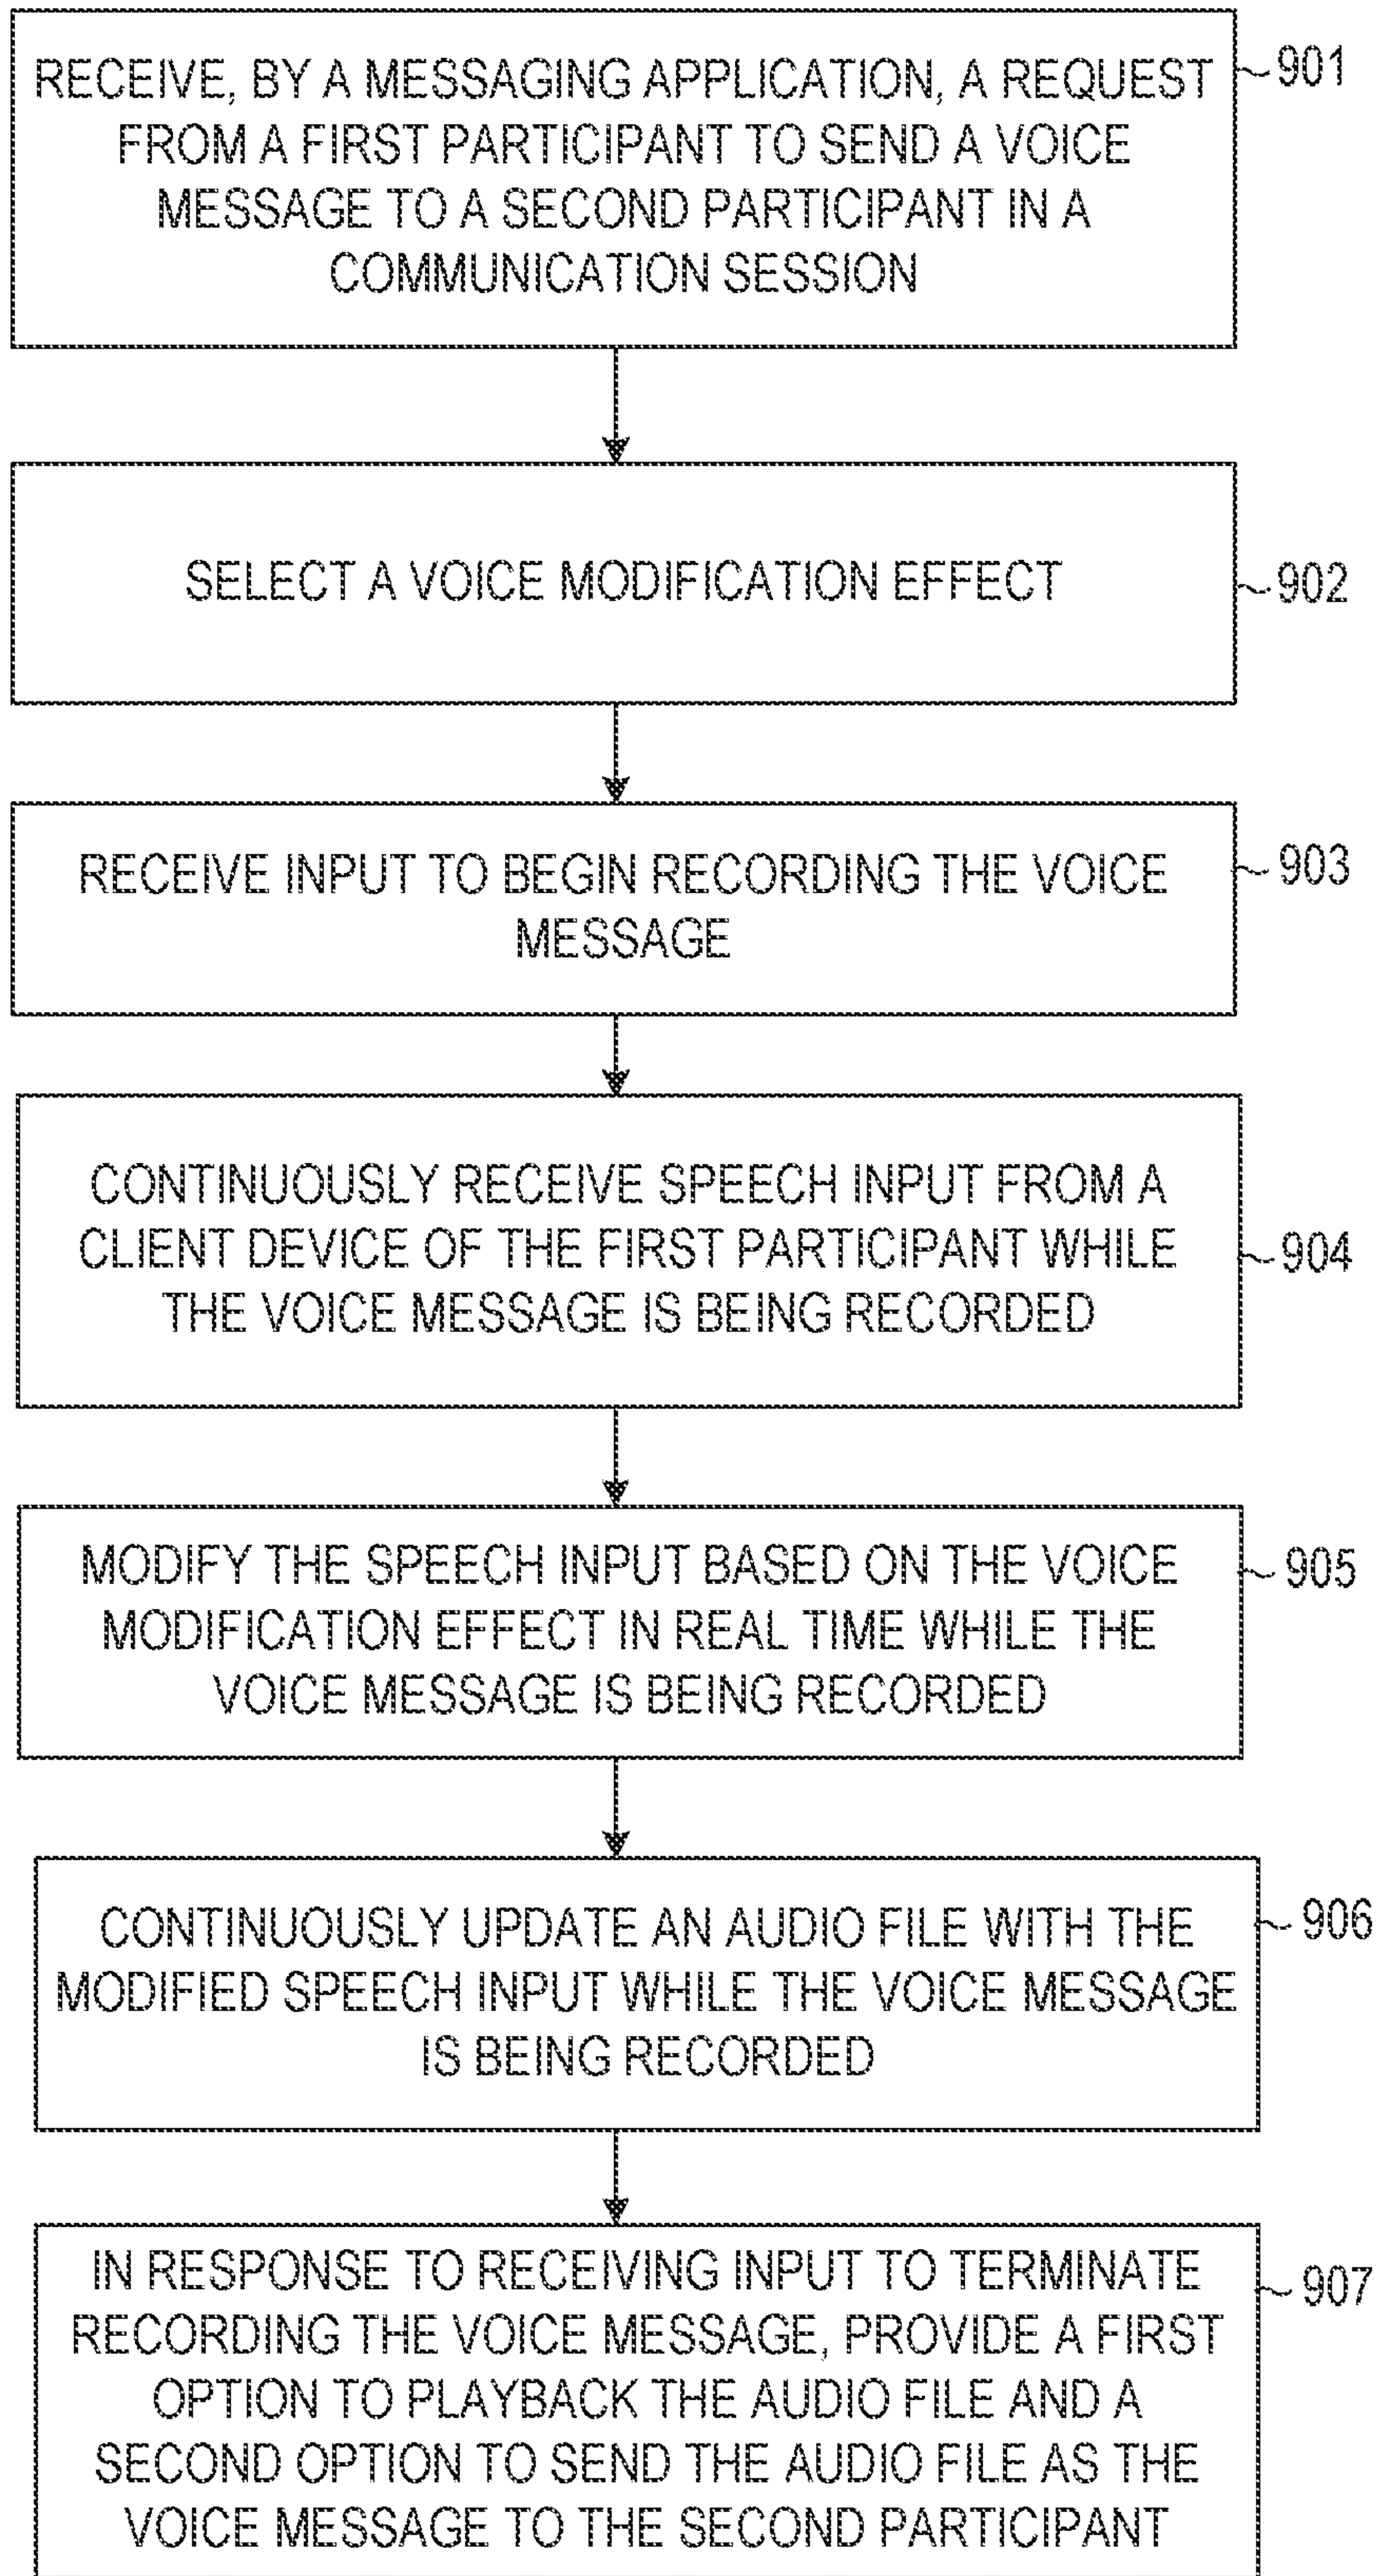 RECEIVE, BY A MESSAGING APPLICATION, A REQUEST
FROM A FIRST PARTICIPANT TO SEND A VOICE
MESSAGE TO A SECOND PARTICIPANT IN A
COMMUNICATION SESSION
901
SELECT A VOICE MODIFICATION EFFECT
902
RECEIVE INPUT TO BEGIN RECORDING THE VOICE
MESSAGE
903
CONTINUOUSLY RECEIVE SPEECH INPUT FROM A
CLIENT DEVICE OF THE FIRST PARTICIPANT WHILE
THE VOICE MESSAGE IS BEING RECORDED
904
MODIFY THE SPEECH INPUT BASED ON THE VOICE
MODIFICATION EFFECT IN REAL TIME WHILE THE
VOICE MESSAGE IS BEING RECORDED
905
CONTINUOUSLY UPDATE AN AUDIO FILE WITH THE
MODIFIED SPEECH INPUT WHILE THE VOICE MESSAGE
IS BEING RECORDED
906
IN RESPONSE TO RECEIVING INPUT TO TERMINATE
RECORDING THE VOICE MESSAGE, PROVIDE A FIRST
OPTION TO PLAYBACK THE AUDIO FILE AND A
SECOND OPTION TO SEND THE AUDIO FILE AS THE
VOICE MESSAGE TO THE SECOND PARTICIPANT
907